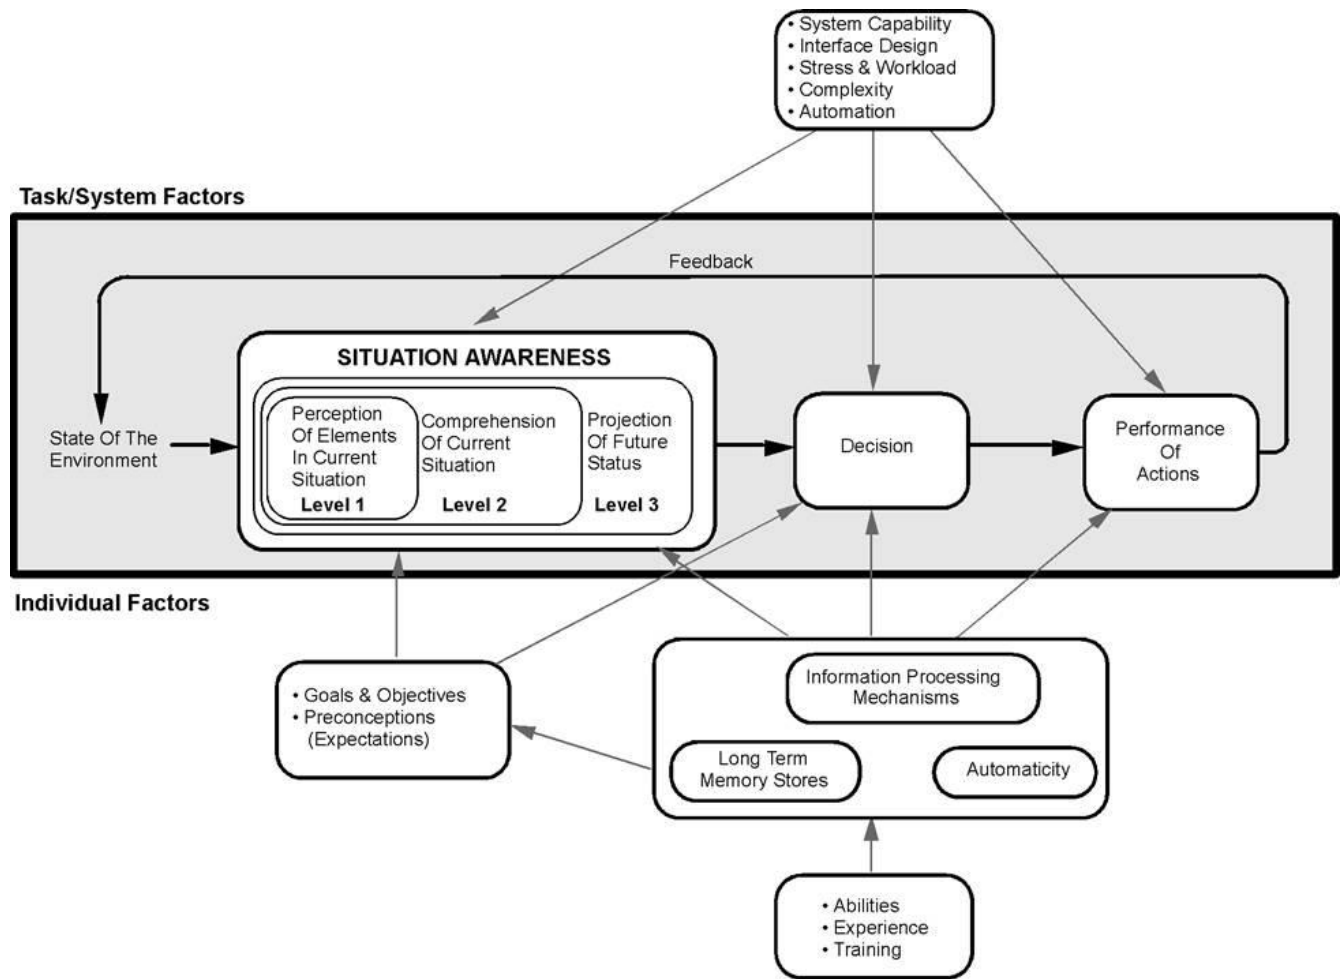 • System Capability
• Interface Design
• Stress & Workload
• Complexity
• Automation
Task/System Factors
Feedback
SITUATION AWARENESS
Perception
Of Elements
In Current
Situation
Level 1
Comprehension
Of Current
Situation
Level 2
Projection
Of Future
Status
Level 3
State Of The
Environment
Decision
Performance
Of
Actions
Individual Factors
• Goals & Objectives
• Preconceptions
(Expectations)
Information Processing
Mechanisms
Long Term
Memory Stores
Automaticity
• Abilities
• Experience
• Training